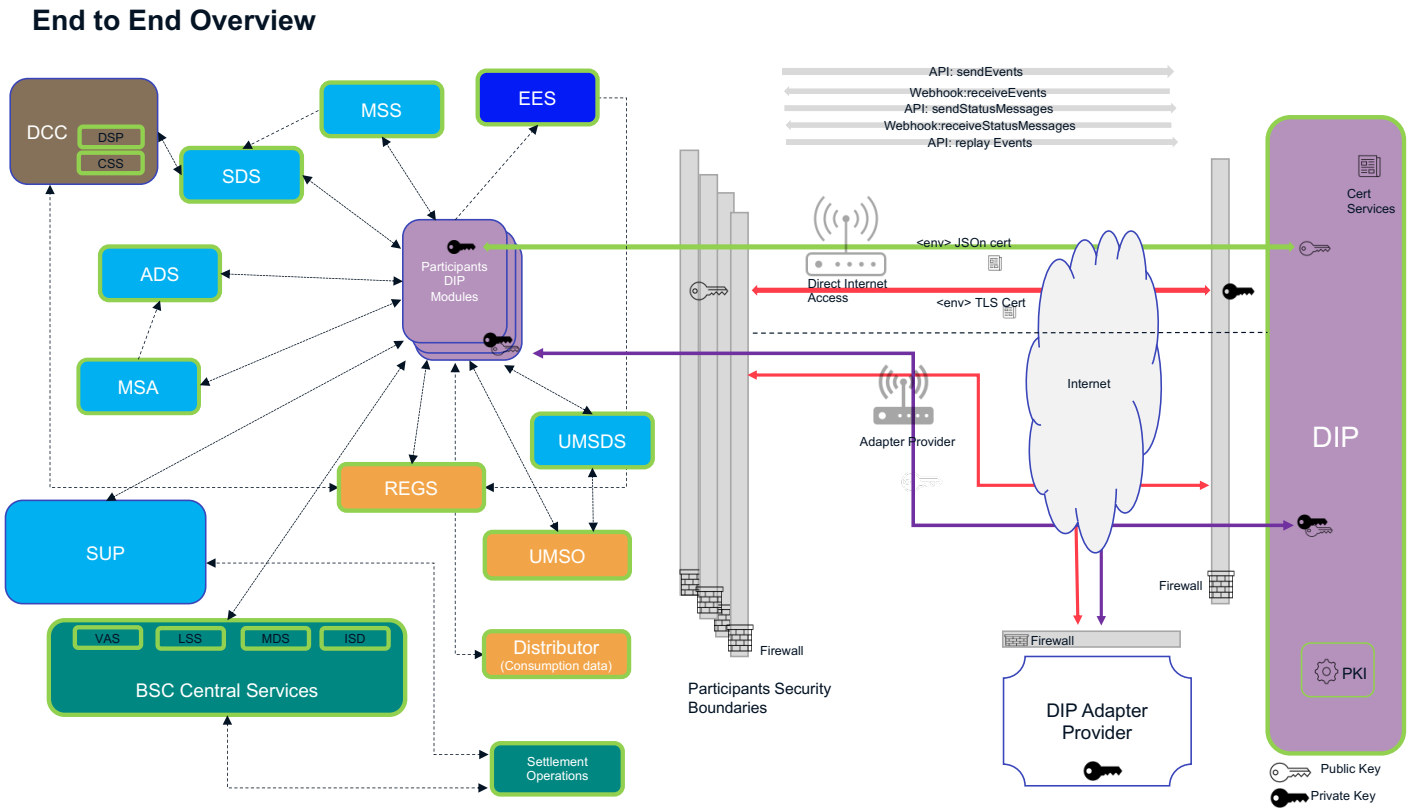 End to End Overview
DCC
DSP
CSS
MSS
EES
SDS
ADS
MSA
Participants
DIP
Modules
UMSDS
REGS
SUP
UMSO
VAS
LSS
MDS
ISD
BSC Central Services
Distributor
(Consumption data)
Settlement
Operations
API: sendEvents
Webhook:receiveEvents
API: sendStatusMessages
Webhook:receiveStatusMessages
API: replay Events
<env> JSOn cert
Direct Internet
Access
<env> TLS Cert
Internet
Adapter Provider
Firewall
Participants Security
Boundaries
Firewall
Firewall
DIP Adapter
Provider
Cert
Services
DIP
PKI
Public Key
Private Key